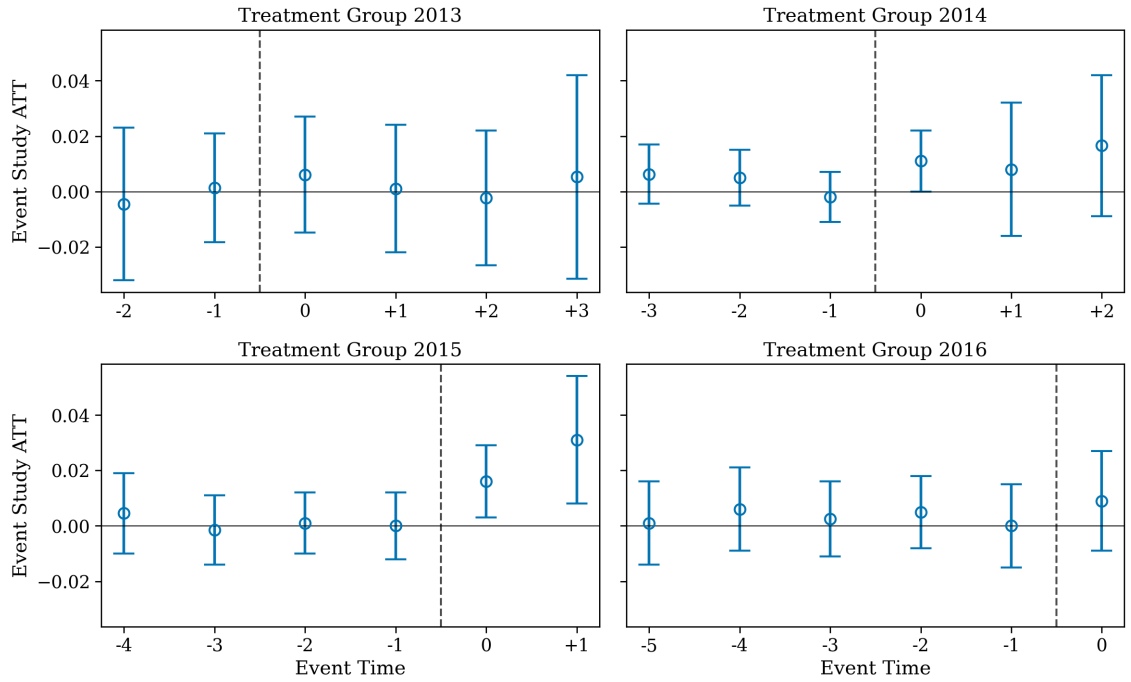 Treatment Group 2013
Treatment Group 2014
Event Study ATT
0.04
0.02
0.00
−0.02
-2 -1 0 +1 +2 +3
-3 -2 -1 0 +1 +2
Treatment Group 2015
Treatment Group 2016
Event Study ATT
0.04
0.02
0.00
−0.02
-4 -3 -2 -1 0 +1
-5 -4 -3 -2 -1 0
Event Time
Event Time